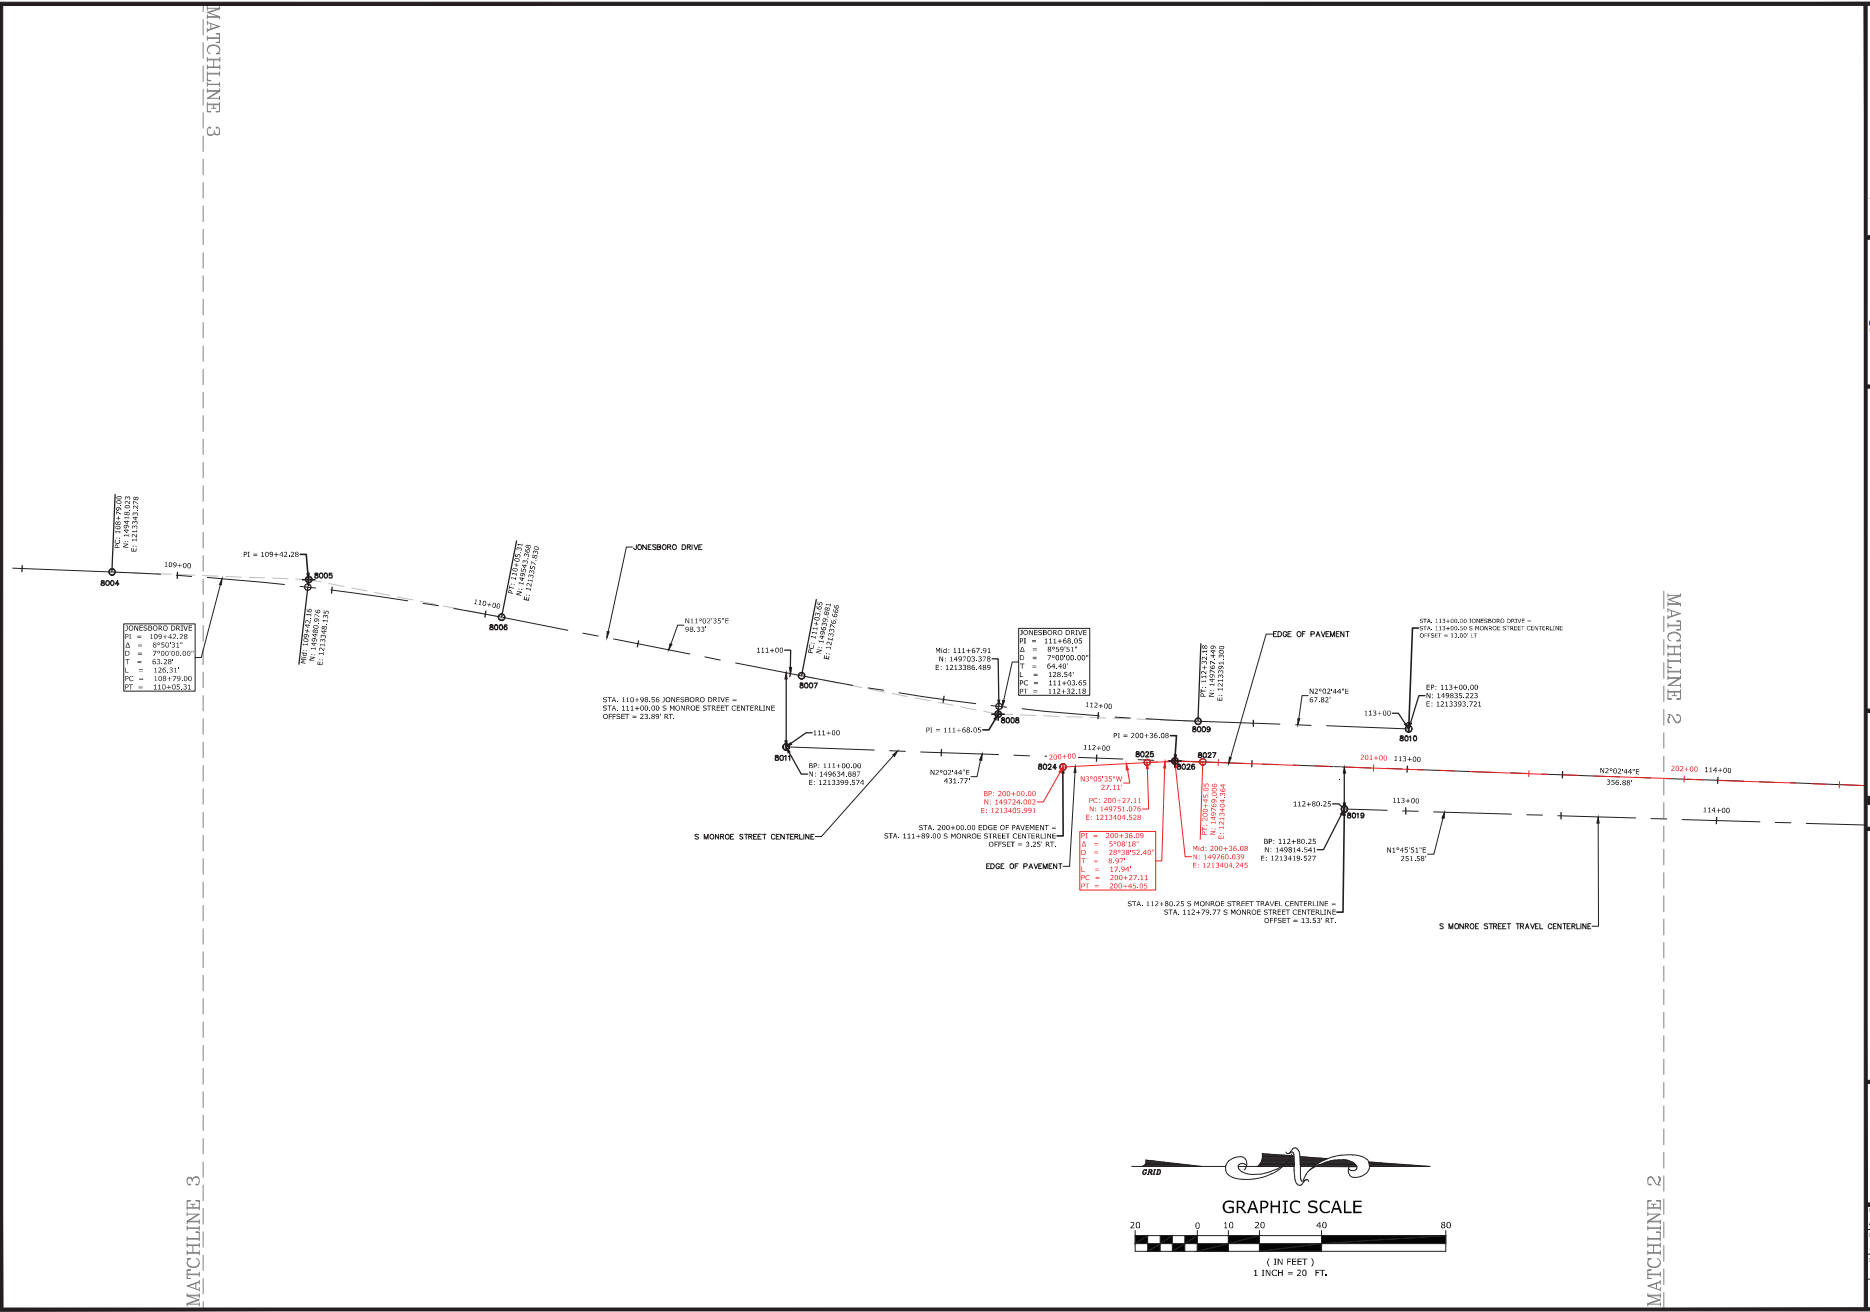 MATCHLINE 3
PC: 108+79.00
N: 149418.023
E: 1213343.278
109+00
8004
PI = 109+42.28
8005
Mid: 109+42.16
N: 149480.976
E: 1213348.135
JONESBORO DRIVE
PI = 109+42.28
Δ = 8°50'31"
D = 7°00'00.00"
T = 63.28'
L = 126.31'
PC = 108+79.00
PT = 110+05.31
110+00
PT: 110+05.31
N: 149543.368
E: 1213357.830
8006
JONESBORO DRIVE
N11°02'35"E
98.33'
111+00
PC: 111+03.65
N: 149639.881
E: 1213376.666
8007
STA. 110+98.56 JONESBORO DRIVE =
STA. 111+00.00 S MONROE STREET CENTERLINE
OFFSET = 23.89' RT.
111+00
8011
BP: 111+00.00
N: 149634.887
E: 1213399.574
S MONROE STREET CENTERLINE
N2°02'44"E
431.77'
Mid: 111+67.91
N: 149703.378
E: 1213386.489
JONESBORO DRIVE
PI = 111+68.05
Δ = 8°59'51"
D = 7°00'00.00"
T = 64.40'
L = 128.54'
PC = 111+03.65
PT = 112+32.18
8008
PI = 111+68.05
112+00
PT: 112+32.18
N: 149767.449
E: 1213391.300
8009
EDGE OF PAVEMENT
N2°02'44"E
67.82'
STA. 113+00.00 JONESBORO DRIVE =
STA. 113+00.50 S MONROE STREET CENTERLINE
OFFSET = 13.00' LT
EP: 113+00.00
N: 149835.223
E: 1213393.721
113+00
8010
200+00
8024
112+00
8025
PI = 200+36.08
8026
8027
BP: 200+00.00
N: 149724.002
E: 1213405.991
N3°05'35"W
27.11'
PC: 200+27.11
N: 149751.076
E: 1213404.528
PT: 200+45.05
N: 149769.006
E: 1213404.364
Mid: 200+36.08
N: 149760.039
E: 1213404.245
PI = 200+36.09
Δ = 5°08'18"
D = 28°38'52.40"
T = 8.97'
L = 17.94'
PC = 200+27.11
PT = 200+45.05
STA. 200+00.00 EDGE OF PAVEMENT =
STA. 111+89.00 S MONROE STREET CENTERLINE
OFFSET = 3.25' RT.
EDGE OF PAVEMENT
201+00
113+00
N2°02'44"E
356.88'
202+00
114+00
112+80.25
8019
113+00
114+00
BP: 112+80.25
N: 149814.541
E: 1213419.527
N1°45'51"E
251.58'
STA. 112+80.25 S MONROE STREET TRAVEL CENTERLINE =
STA. 112+79.77 S MONROE STREET CENTERLINE
OFFSET = 13.53' RT.
S MONROE STREET TRAVEL CENTERLINE
MATCHLINE 2
MATCHLINE 3
MATCHLINE 2
GRID
GRAPHIC SCALE
20 0 10 20 40 80
( IN FEET )
1 INCH = 20 FT.